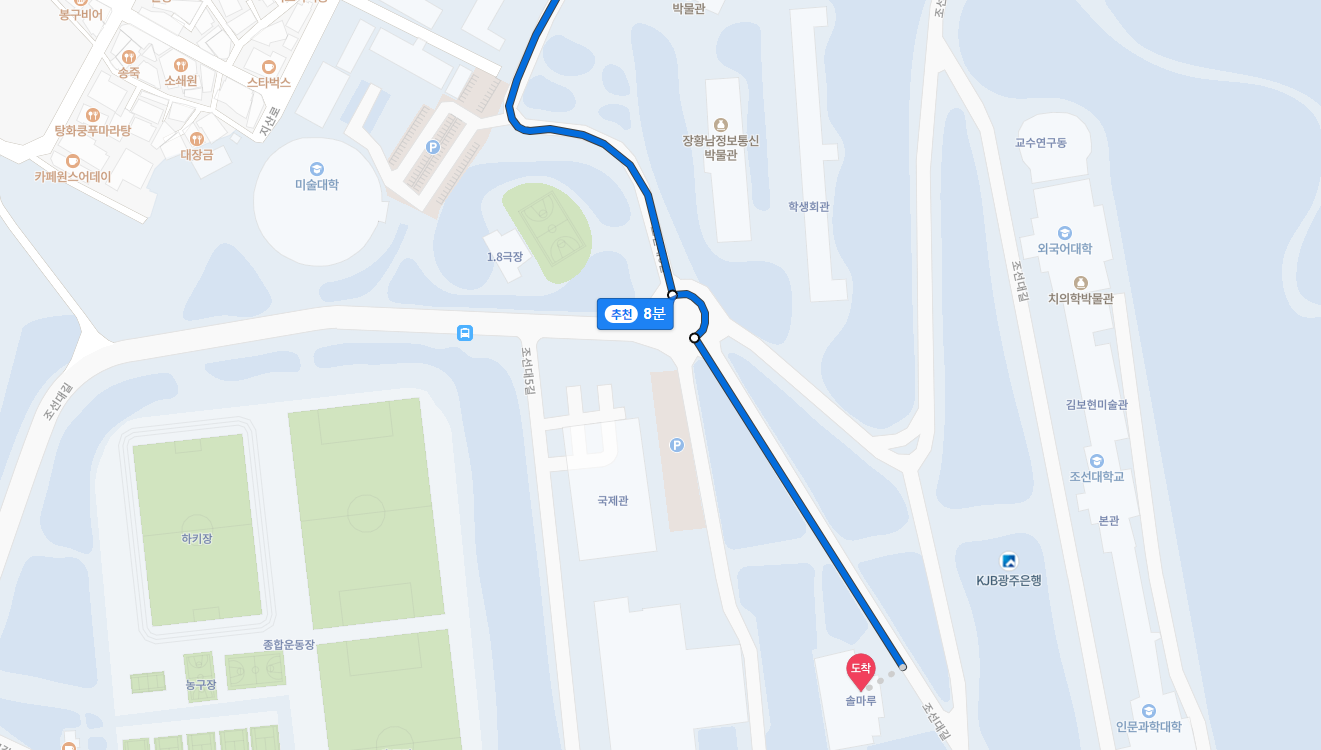 봉구비어
박물관
조선
송죽
소쇄원
스타벅스
지산로
탕화쿵푸마라탕
P
대장금
장황남정보통신
박물관
교수연구동
카페원스어데이
미술대학
학생회관
외국어대학
1.8극장
조선대길
치의학박물관
추천 8분
조선대5길
조선대길
김보현미술관
P
조선대학교
국제관
본관
하키장
KJB광주은행
종합운동장
농구장
도착
솔마루
조선대길
인문과학대학